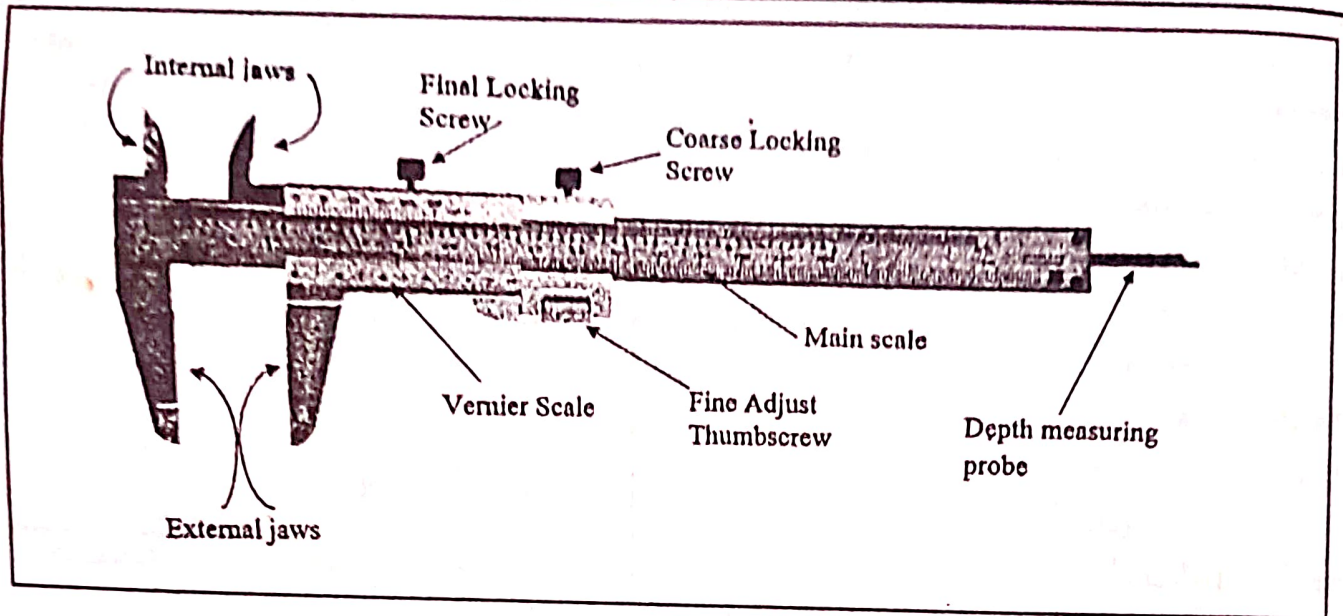 Internal jaws
Final Locking
Screw
Coarse Locking
Screw
Main scale
Vernier Scale
Fine Adjust
Thumbscrew
Depth measuring
probe
External jaws